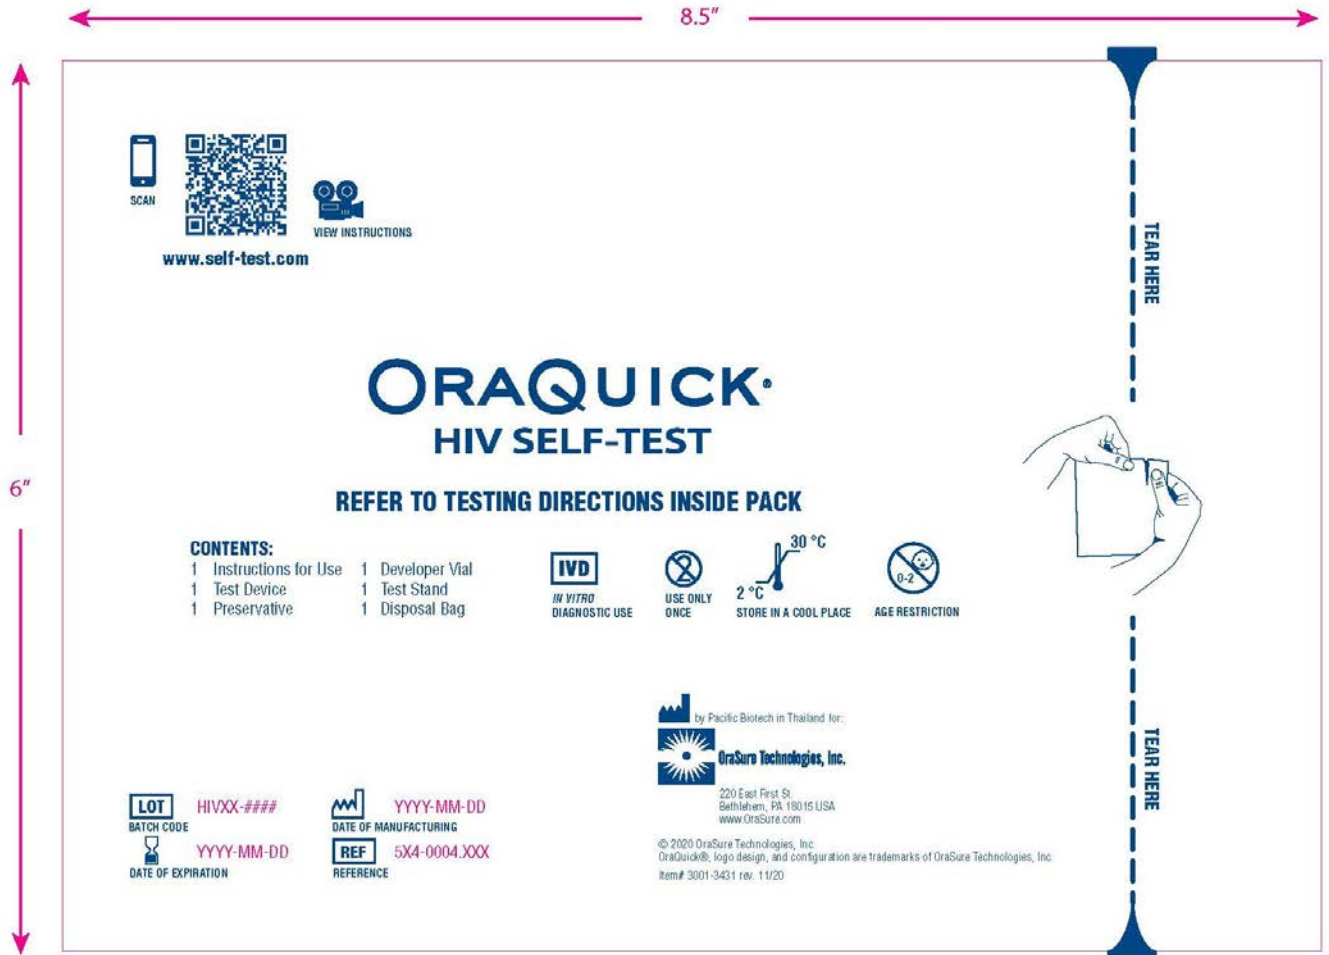 8.5"
6"
SCAN
VIEW INSTRUCTIONS
www.self-test.com
TEAR HERE
ORAQUICK®
HIV SELF-TEST
REFER TO TESTING DIRECTIONS INSIDE PACK
CONTENTS:
1 Instructions for Use 1 Developer Vial
1 Test Device 1 Test Stand
1 Preservative 1 Disposal Bag
IVD
IN VITRO
DIAGNOSTIC USE
2
USE ONLY
ONCE
30 °C
2 °C
STORE IN A COOL PLACE
0-2
AGE RESTRICTION
by Pacific Biotech in Thailand for:
OraSure Technologies, Inc.
220 East First St.
Bethlehem, PA 18015 USA
www.OraSure.com
TEAR HERE
LOT HIVXX-####
BATCH CODE
YYYY-MM-DD
DATE OF MANUFACTURING
YYYY-MM-DD
DATE OF EXPIRATION
REF 5X4-0004.XXX
REFERENCE
© 2020 OraSure Technologies, Inc
OraQuick®, logo design, and configuration are trademarks of OraSure Technologies, Inc.
Item# 3001-3431 rev. 11/20